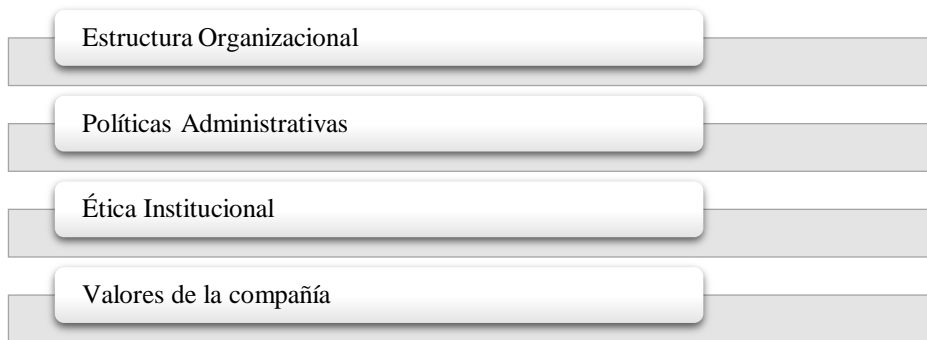 Estructura Organizacional
Políticas Administrativas
Ética Institucional
Valores de la compañía